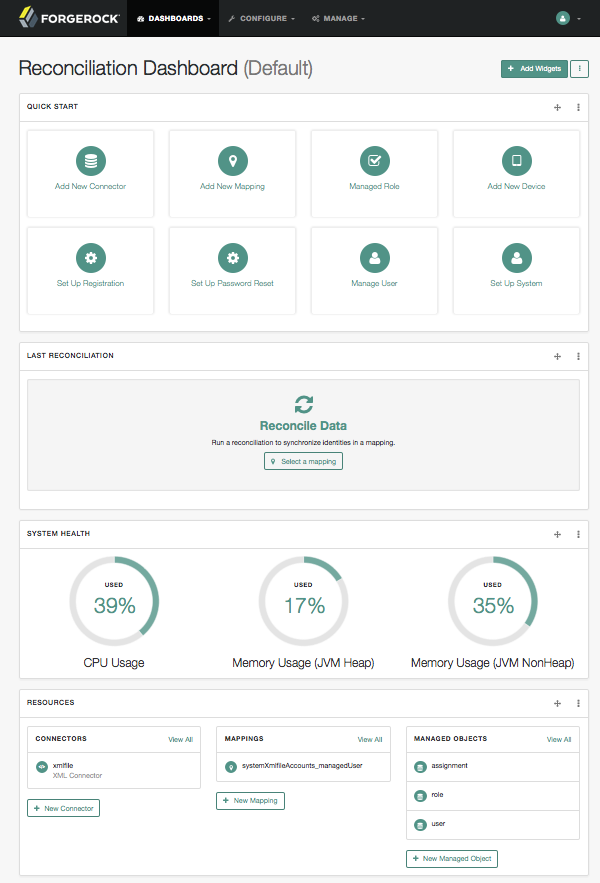 FORGEROCK
DASHBOARDS
CONFIGURE
MANAGE
Reconciliation Dashboard (Default)
Add Widgets
QUICK START
Add New Connector
Add New Mapping
Managed Role
Add New Device
Set Up Registration
Set Up Password Reset
Manage User
Set Up System
LAST RECONCILIATION
Reconcile Data
Run a reconciliation to synchronize identities in a mapping.
Select a mapping
SYSTEM HEALTH
USED
39%
CPU Usage
USED
17%
Memory Usage (JVM Heap)
USED
35%
Memory Usage (JVM NonHeap)
RESOURCES
CONNECTORS View All
xmlfile
XML Connector
New Connector
MAPPINGS View All
systemXmlfileAccounts_managedUser
New Mapping
MANAGED OBJECTS View All
assignment
role
user
New Managed Object